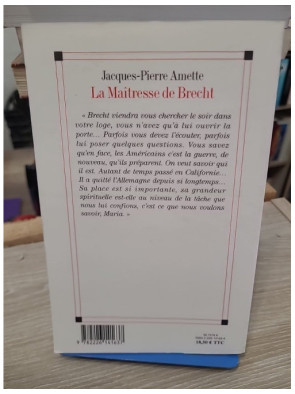 Jacques-Pierre Amette
La Maîtresse de Brecht
« Brecht viendra vous chercher le soir dans
votre loge, vous n'avez qu'à lui ouvrir la
porte... Parfois vous devez l'écouter, parfois
lui poser quelques questions. Vous savez
qu'en face, les Américains c'est la guerre, de
nouveau, qu'ils préparent. On veut savoir qui
il est. Autant de temps passé en Californie...
Il a quitté l'Allemagne depuis si longtemps...
Sa place est si importante, sa grandeur
spirituelle est-elle au niveau de la tâche que
nous lui confions, c'est ce que nous voulons
savoir, Maria. »
TTC